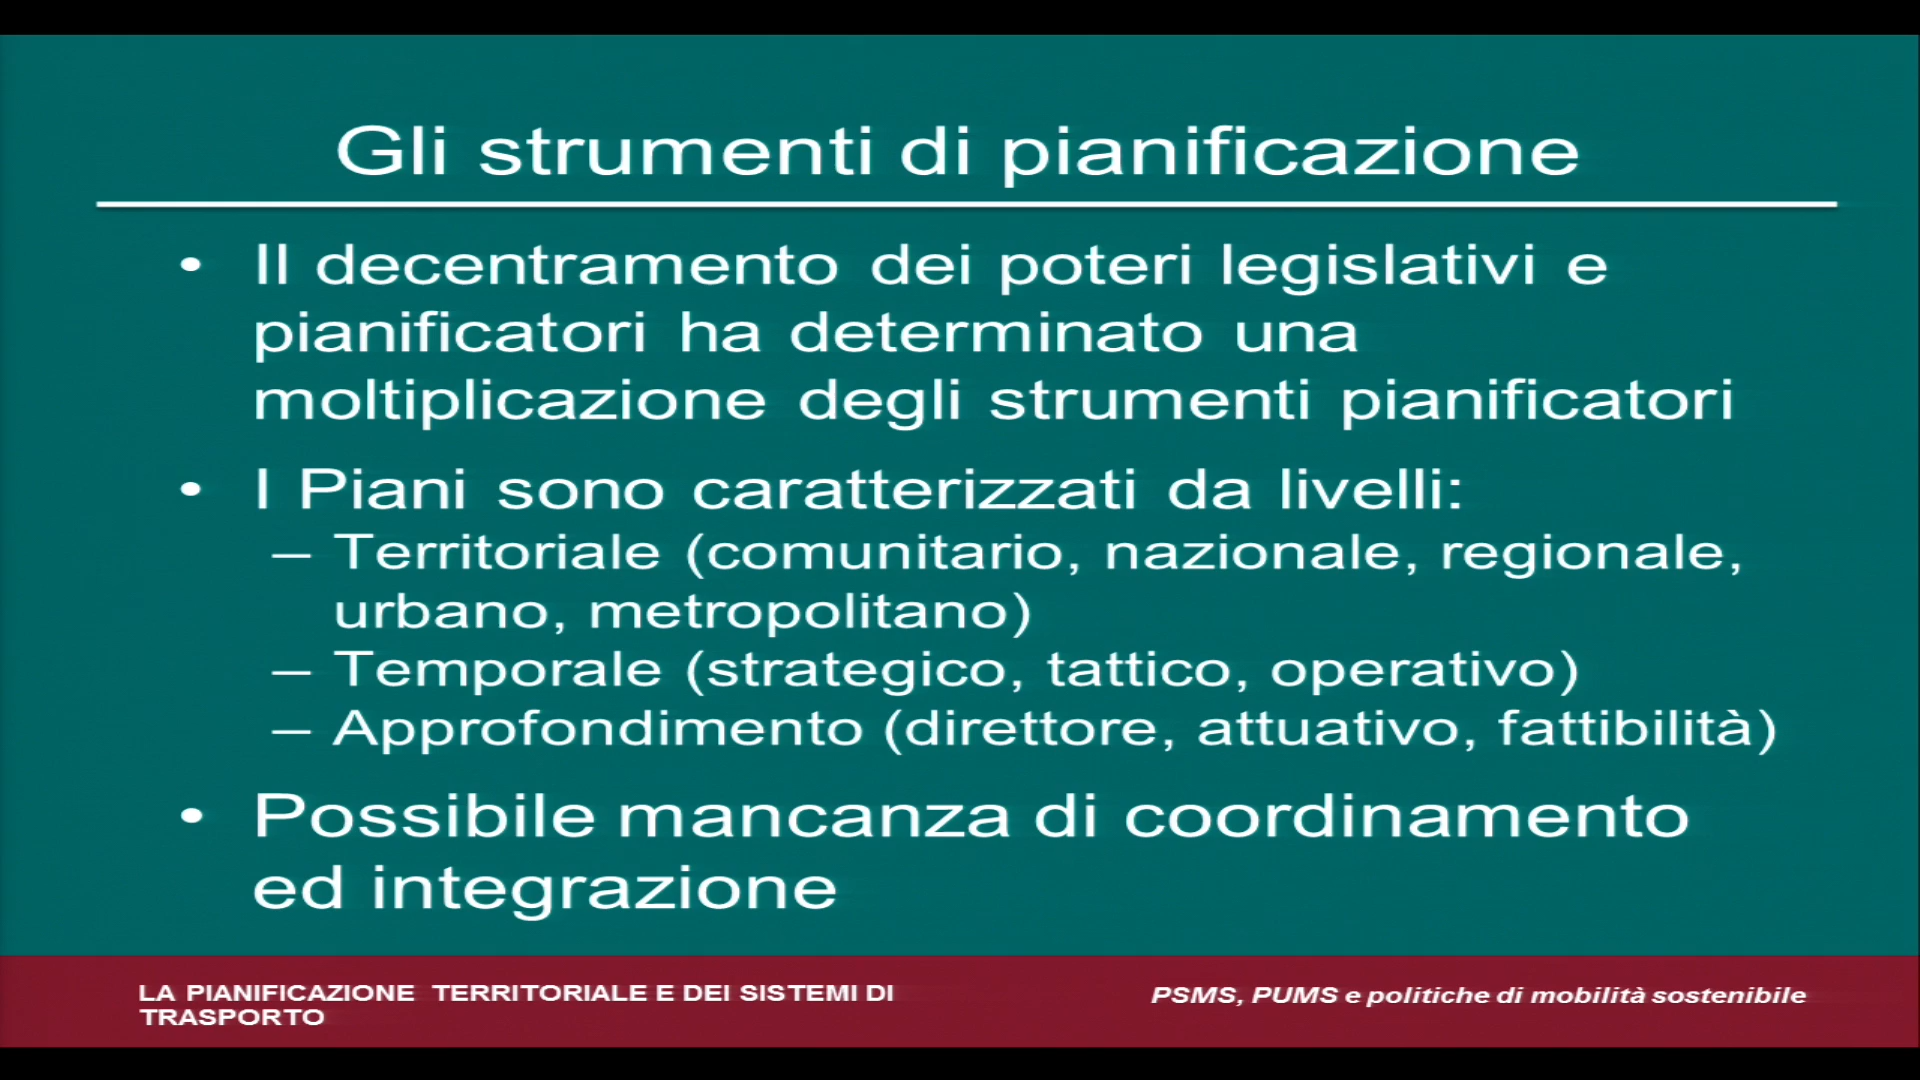 Gli strumenti di pianificazione
• Il decentramento dei poteri legislativi e
pianificatori ha determinato una
moltiplicazione degli strumenti pianificatori
• I Piani sono caratterizzati da livelli:
– Territoriale (comunitario, nazionale, regionale,
urbano, metropolitano)
– Temporale (strategico, tattico, operativo)
– Approfondimento (direttore, attuativo, fattibilità)
• Possibile mancanza di coordinamento
ed integrazione
LA PIANIFICAZIONE TERRITORIALE E DEI SISTEMI DI
TRASPORTO
PSMS, PUMS e politiche di mobilità sostenibile